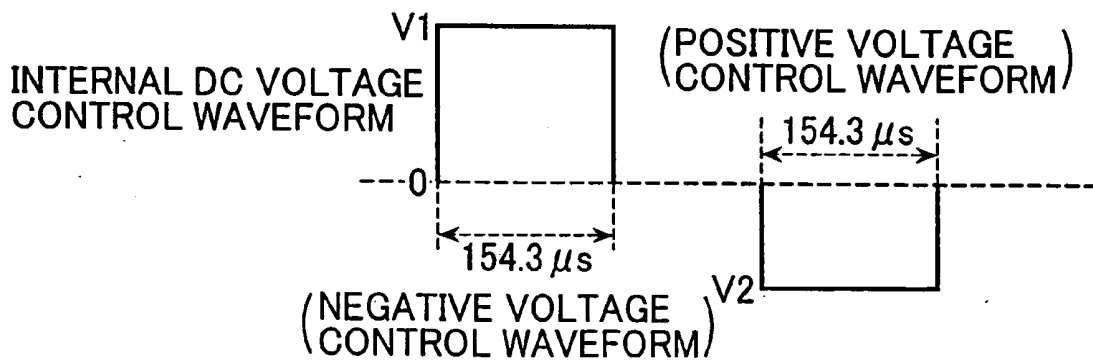 V1
(POSITIVE VOLTAGE
CONTROL WAVEFORM)
INTERNAL DC VOLTAGE
CONTROL WAVEFORM
154.3 μs
0
154.3 μs
V2
(NEGATIVE VOLTAGE
CONTROL WAVEFORM)